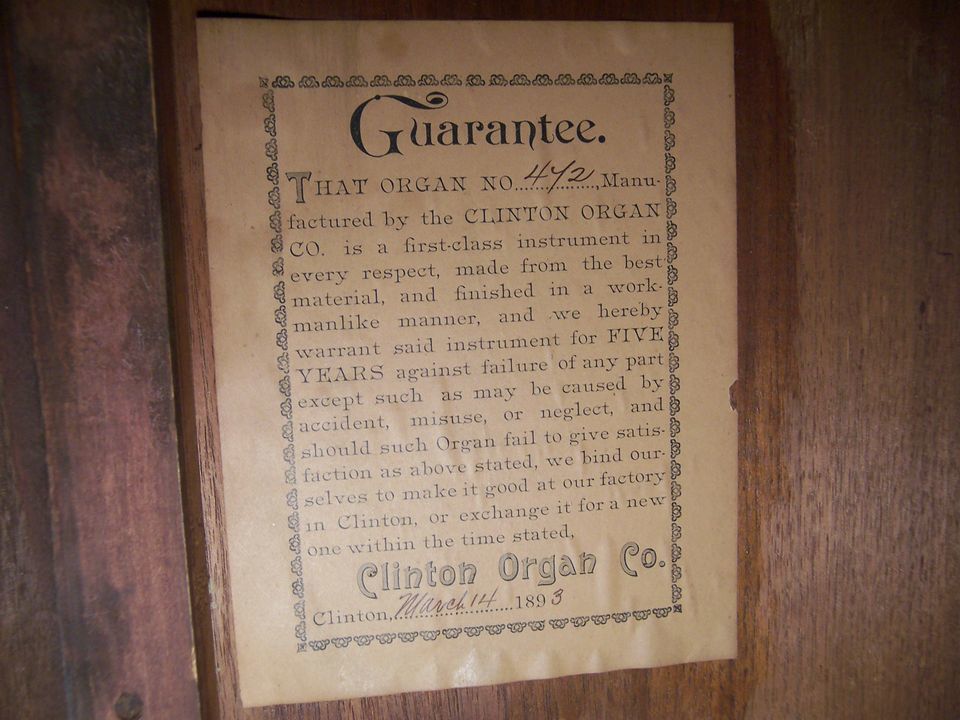 Guarantee.
THAT ORGAN NO. 472, Manu-
factured by the CLINTON ORGAN
CO. is a first-class instrument in
every respect, made from the best
material, and finished in a work-
manlike manner, and we hereby
warrant said instrument for FIVE
YEARS against failure of any part
except such as may be caused by
accident, misuse, or neglect, and
should such Organ fail to give satis-
faction as above stated, we bind our-
selves to make it good at our factory
in Clinton, or exchange it for a new
one within the time stated,
Clinton Organ Co.
Clinton, March 14 1893